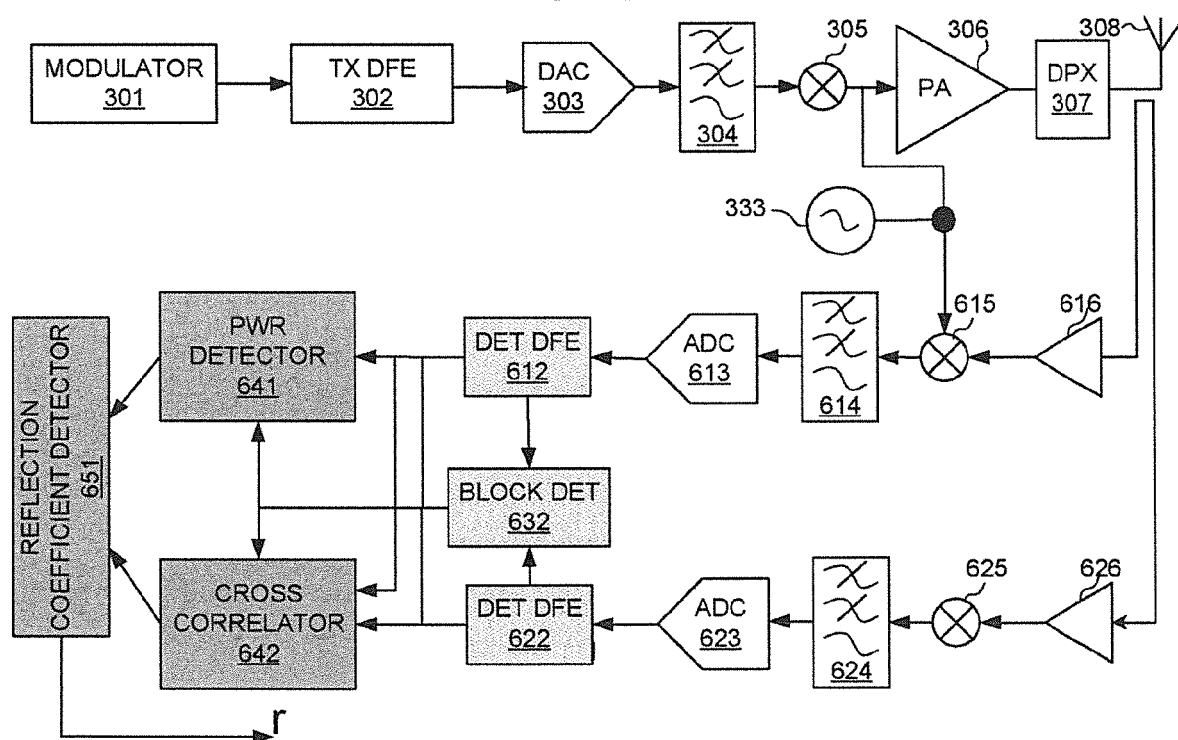 MODULATOR
301
TX DFE
302
DAC
303
304
305
306
PA
DPX
307
308
333
REFLECTION
COEFFICIENT DETECTOR
651
PWR
DETECTOR
641
DET DFE
612
ADC
613
614
615
616
BLOCK DET
632
CROSS
CORRELATOR
642
DET DFE
622
ADC
623
624
625
626
r